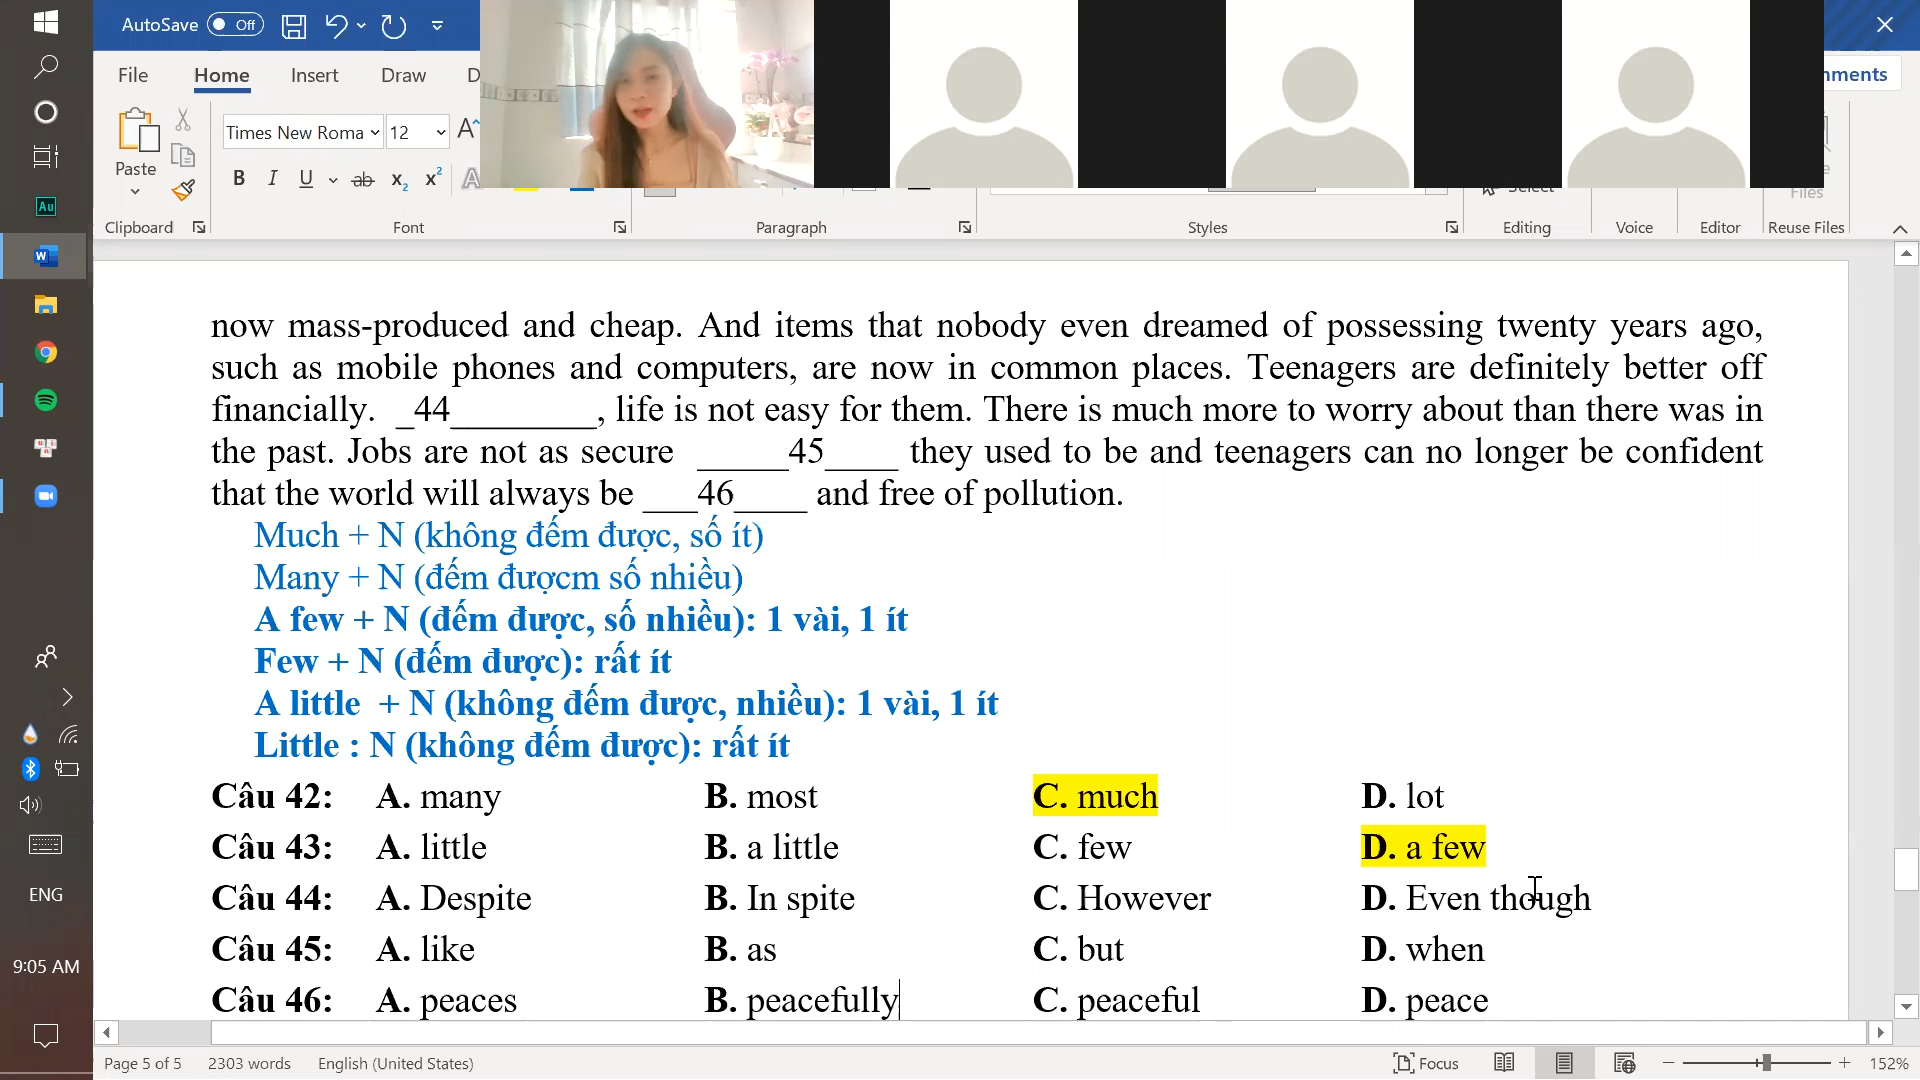 AutoSave Off
File Home Insert Draw D
mments
Times New Roma 12 A
Paste
B I U ab x2 x2 A
Select
Files
Clipboard Font Paragraph Styles Editing Voice Editor Reuse Files
Au
now mass-produced and cheap. And items that nobody even dreamed of possessing twenty years ago,
such as mobile phones and computers, are now in common places. Teenagers are definitely better off
financially. _44________, life is not easy for them. There is much more to worry about than there was in
the past. Jobs are not as secure _____45____ they used to be and teenagers can no longer be confident
that the world will always be ___46____ and free of pollution.
Much + N (không đếm được, số ít)
Many + N (đếm đượcm số nhiều)
A few + N (đếm được, số nhiều): 1 vài, 1 ít
Few + N (đếm được): rất ít
A little + N (không đếm được, nhiều): 1 vài, 1 ít
Little : N (không đếm được): rất ít
Câu 42: A. many B. most C. much D. lot
Câu 43: A. little B. a little C. few D. a few
Câu 44: A. Despite B. In spite C. However D. Even though
Câu 45: A. like B. as C. but D. when
Câu 46: A. peaces B. peacefully C. peaceful D. peace
ENG
9:05 AM
Page 5 of 5 2303 words English (United States) Focus 152%